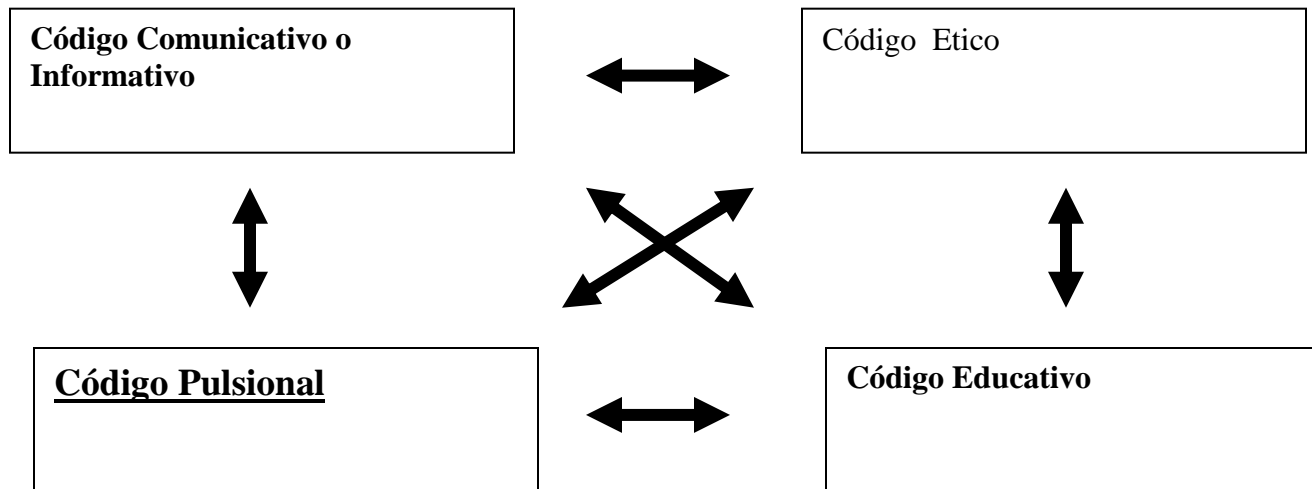 Código Comunicativo o
Informativo
Código Etico
Código Pulsional
Código Educativo